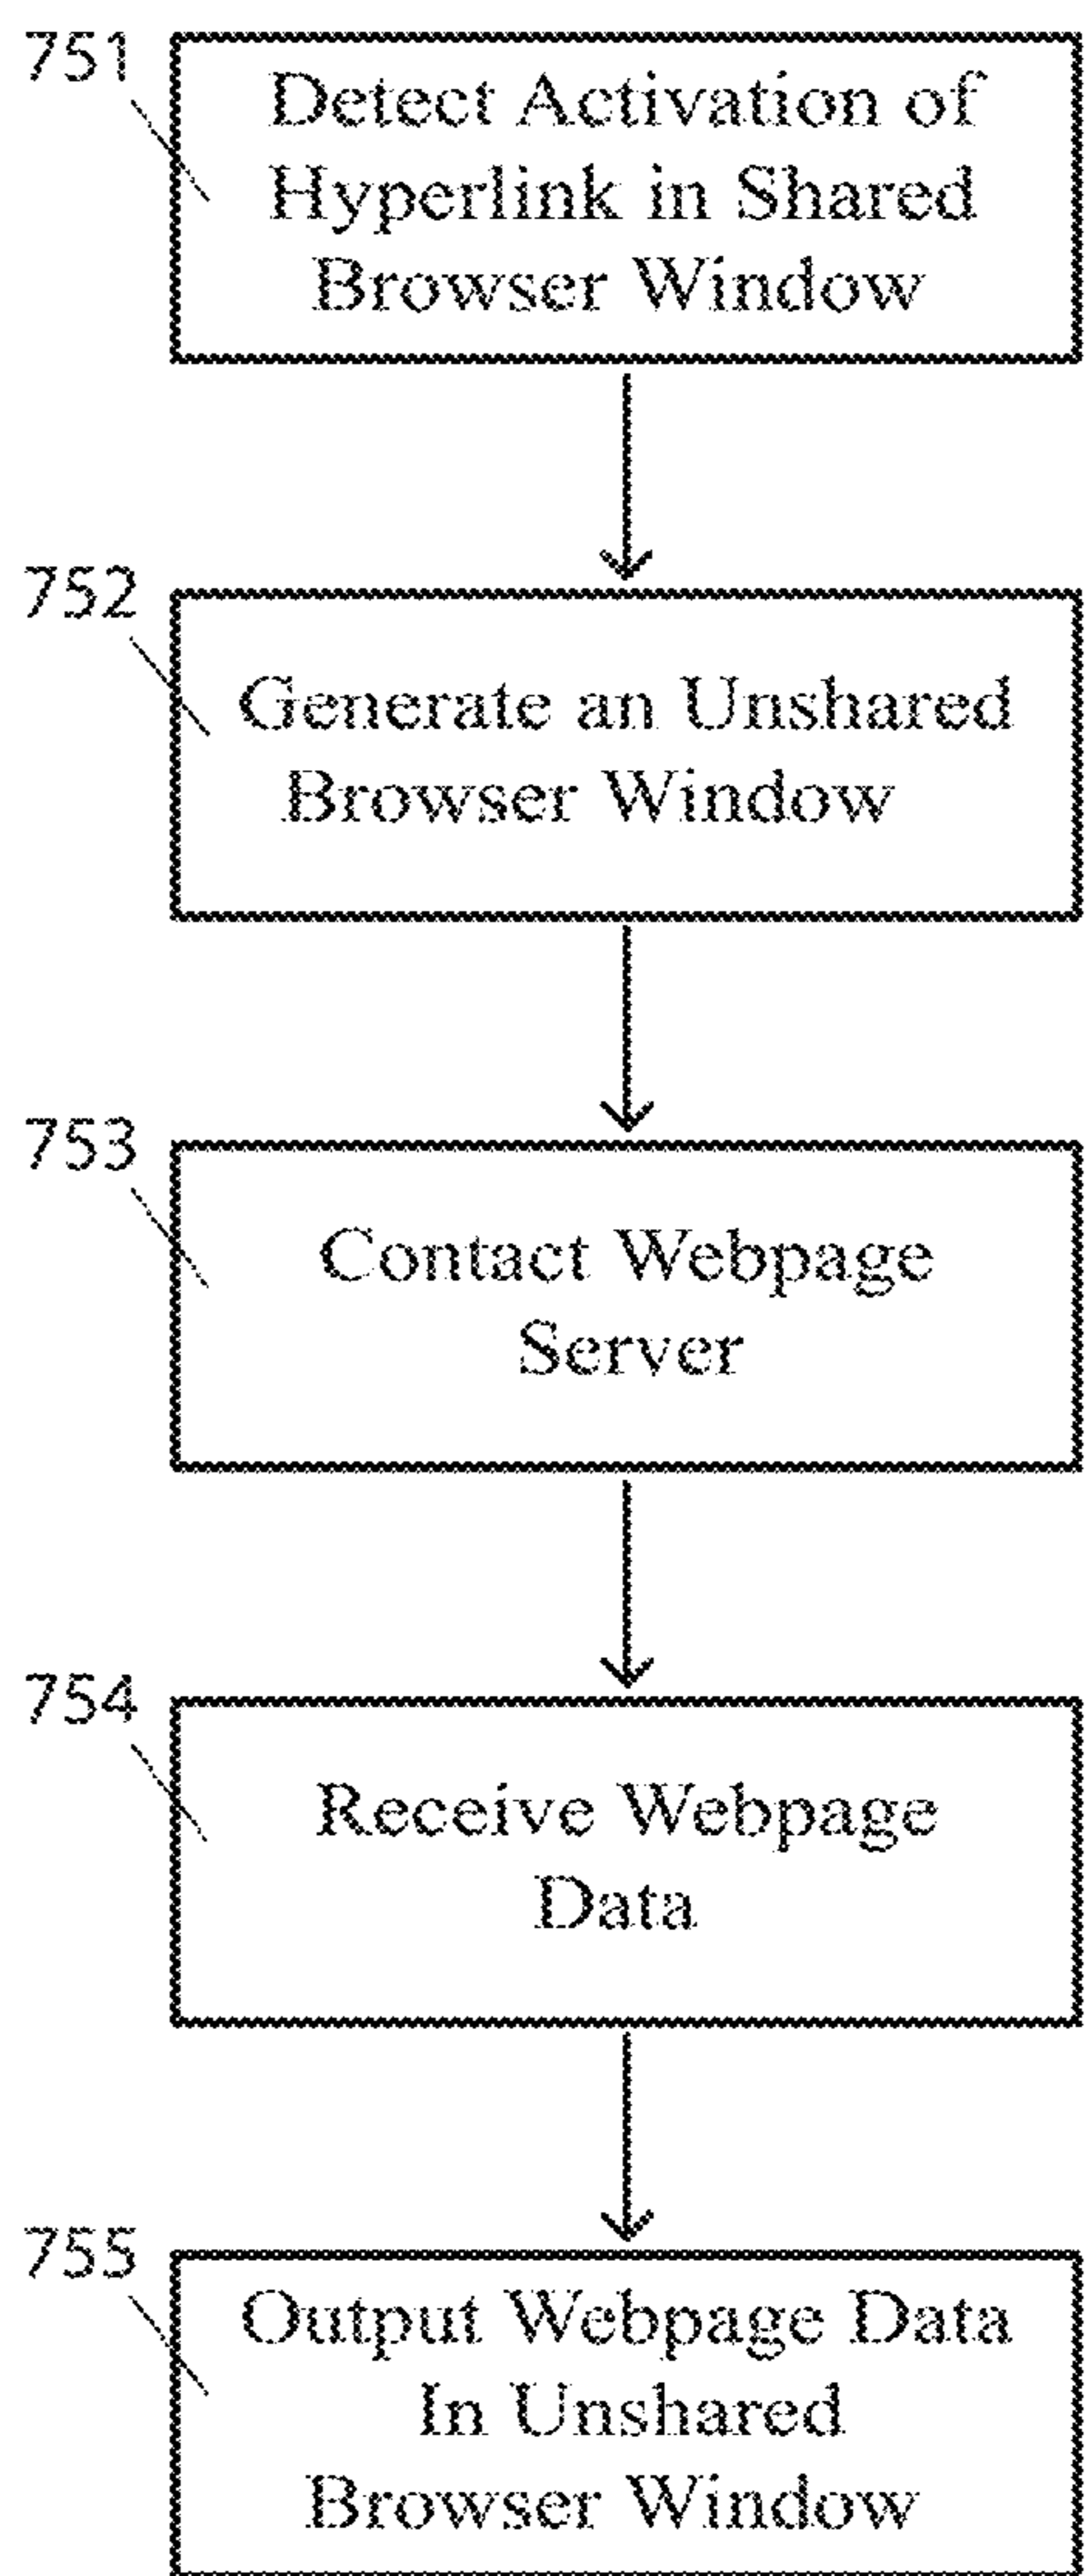 751
Detect Activation of
Hyperlink in Shared
Browser Window
752
Generate an Unshared
Browser Window
753
Contact Webpage
Server
754
Receive Webpage
Data
755
Output Webpage Data
In Unshared
Browser Window